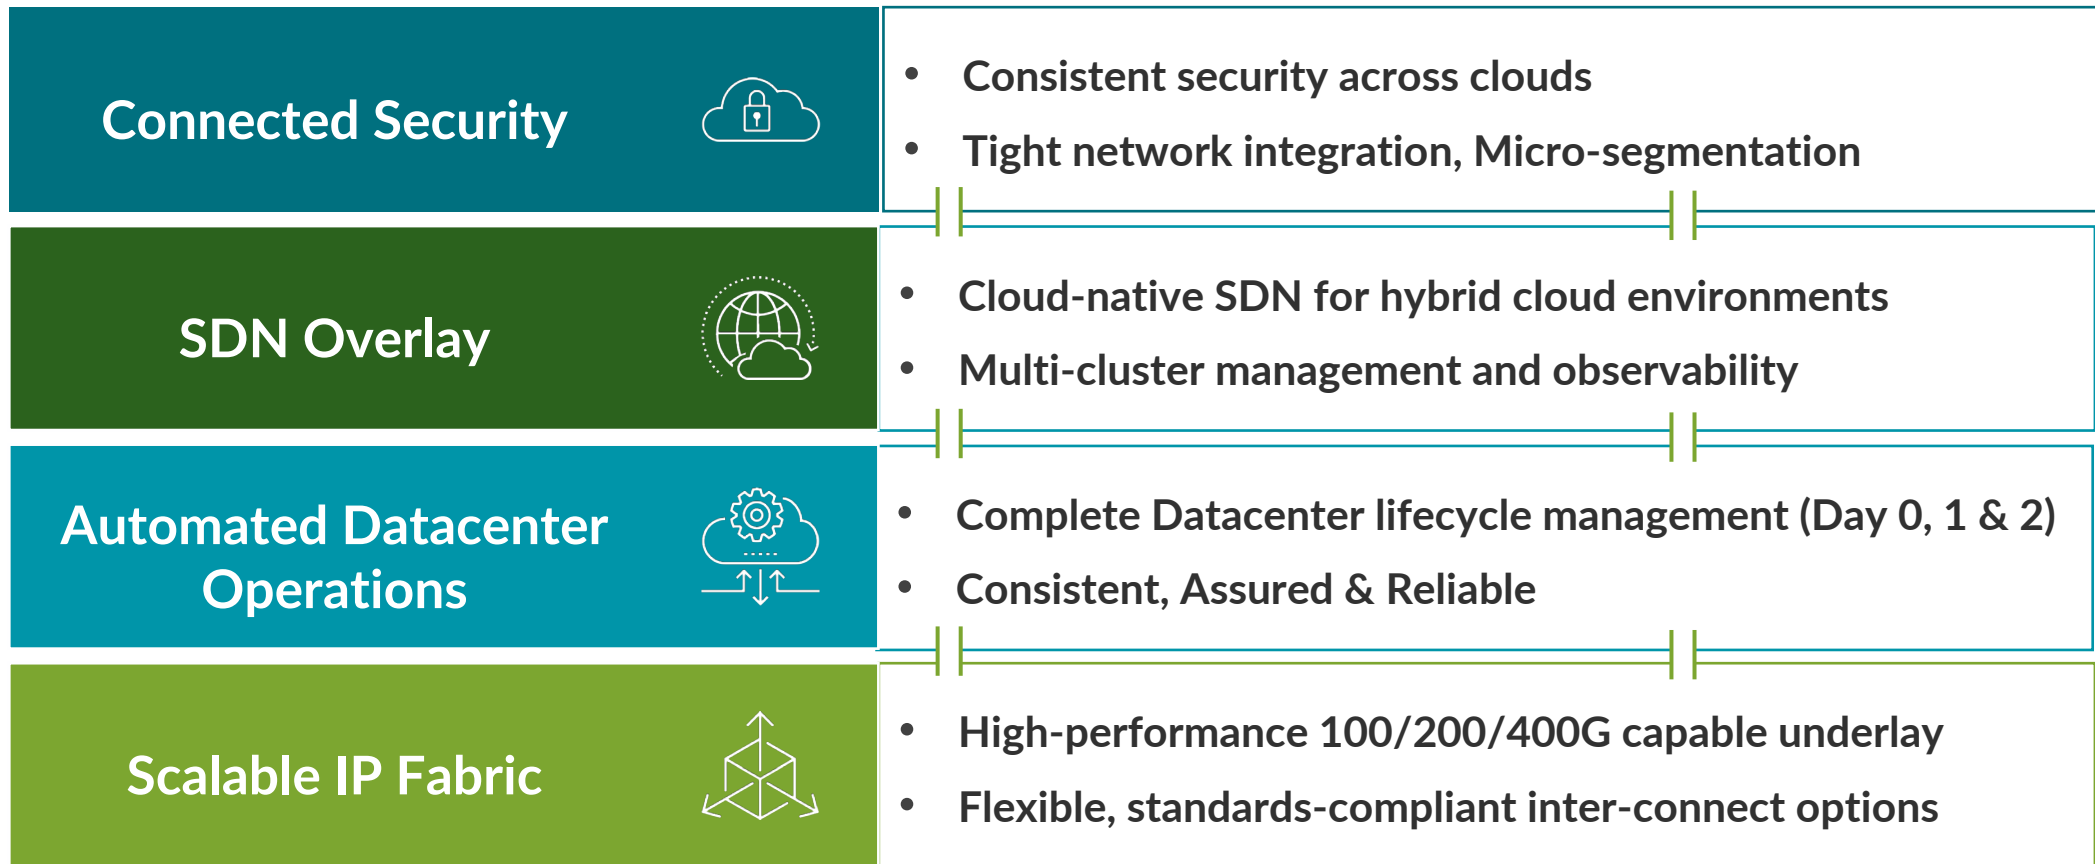 Connected Security
• Consistent security across clouds
• Tight network integration, Micro-segmentation
SDN Overlay
• Cloud-native SDN for hybrid cloud environments
• Multi-cluster management and observability
Automated Datacenter
Operations
• Complete Datacenter lifecycle management (Day 0, 1 & 2)
• Consistent, Assured & Reliable
Scalable IP Fabric
• High-performance 100/200/400G capable underlay
• Flexible, standards-compliant inter-connect options